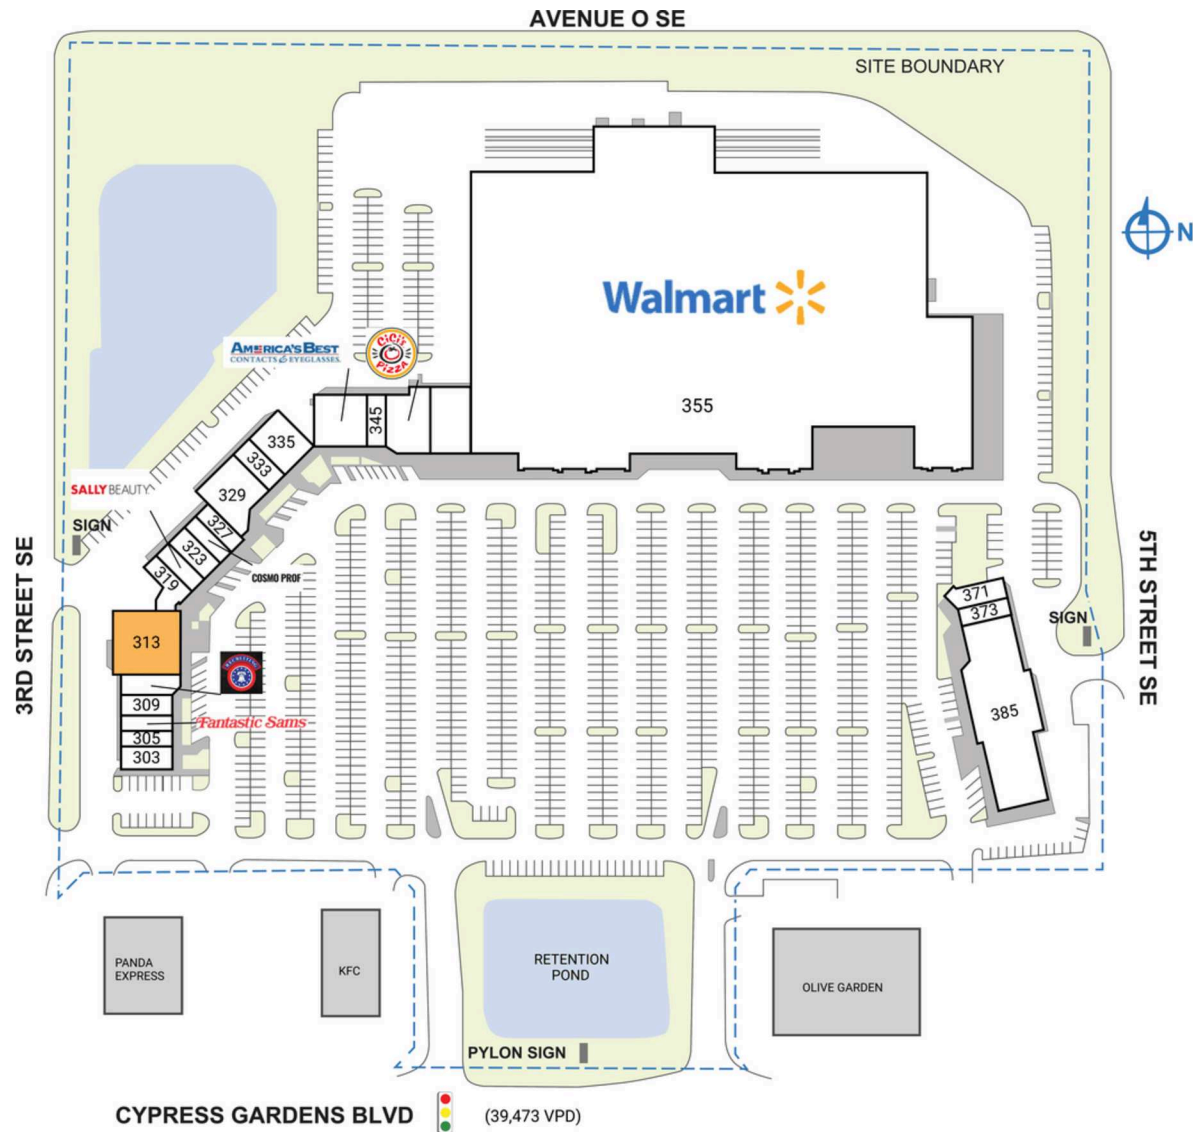 AVENUE O SE
SITE BOUNDARY
N
Walmart
AMERICA'S BEST
CONTACTS & EYEGLASSES
CiCi's
PIZZA
355
345
335
333
329
SALLY BEAUTY
327
323
319
COSMO PROF
SIGN
3RD STREET SE
5TH STREET SE
371
373
SIGN
313
RECRUITING
309
Fantastic Sams
305
303
385
PANDA
EXPRESS
KFC
RETENTION
POND
OLIVE GARDEN
PYLON SIGN
CYPRESS GARDENS BLVD
(39,473 VPD)